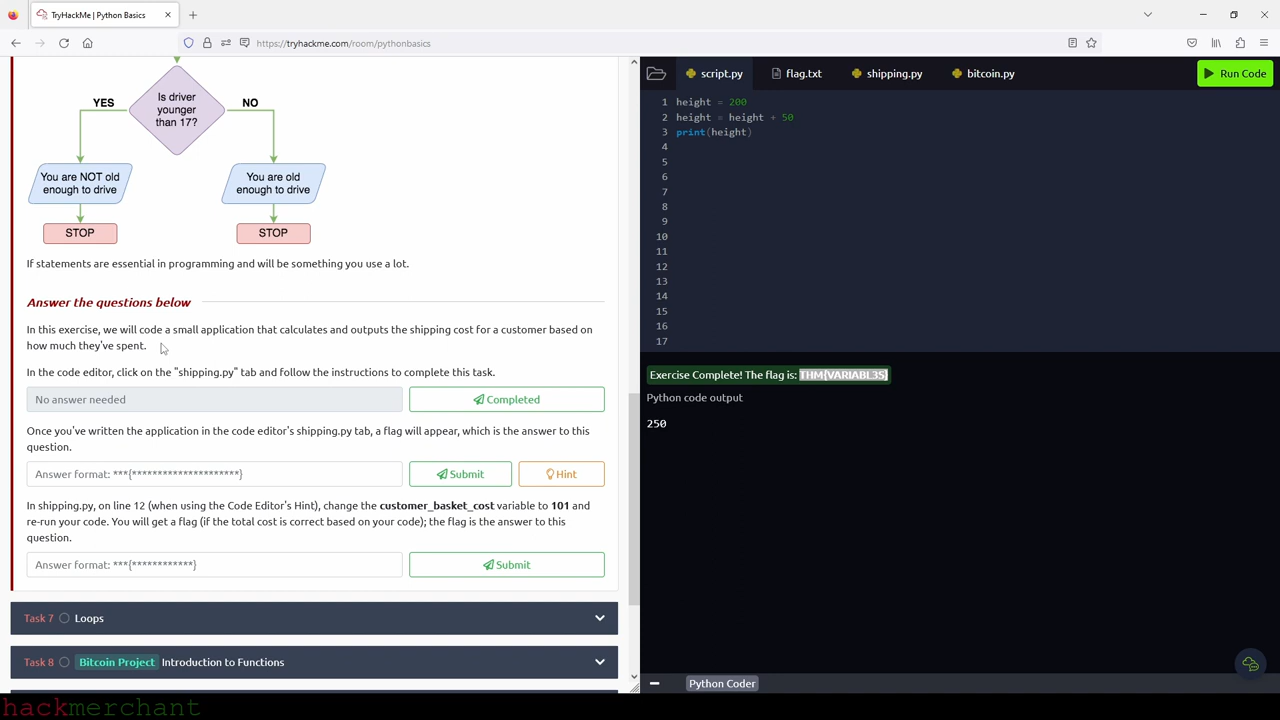 TryHackMe | Python Basics
https://tryhackme.com/room/pythonbasics
YES
Is driver
younger
than 17?
NO
You are NOT old
enough to drive
You are old
enough to drive
STOP
STOP
If statements are essential in programming and will be something you use a lot.
Answer the questions below
In this exercise, we will code a small application that calculates and outputs the shipping cost for a customer based on
how much they've spent.
In the code editor, click on the "shipping.py" tab and follow the instructions to complete this task.
No answer needed
Completed
Once you've written the application in the code editor's shipping.py tab, a flag will appear, which is the answer to this
question.
Answer format: ***{**********************}
Submit
Hint
In shipping.py, on line 12 (when using the Code Editor's Hint), change the customer_basket_cost variable to 101 and
re-run your code. You will get a flag (if the total cost is correct based on your code); the flag is the answer to this
question.
Answer format: ***{************}
Submit
Task 7 Loops
Task 8 Bitcoin Project Introduction to Functions
script.py
flag.txt
shipping.py
bitcoin.py
Run Code
1 height = 200
2 height = height + 50
3 print(height)
4
5
6
7
8
9
10
11
12
13
14
15
16
17
Exercise Complete! The flag is: THM{VARIABL3S}
Python code output
250
Python Coder
hackmerchant